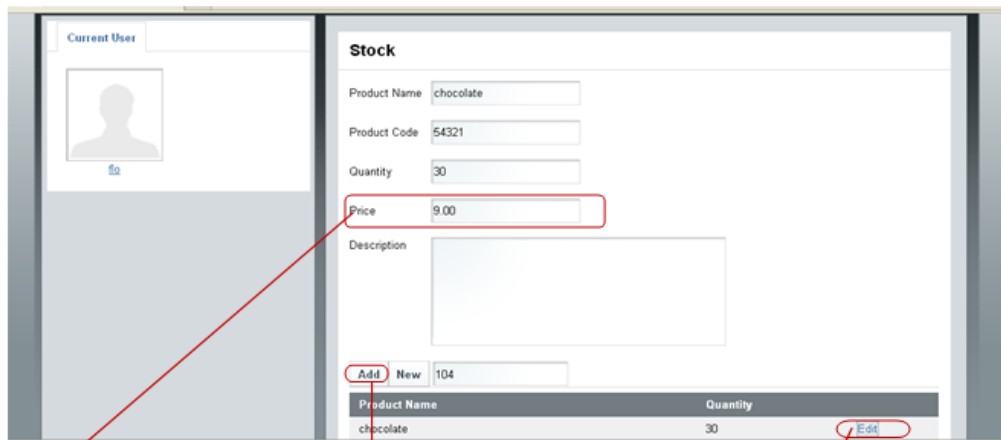 Current User
flo
Stock
Product Name chocolate
Product Code 54321
Quantity 30
Price 9.00
Description
Add New 104
Product Name Quantity
chocolate 30 Edit